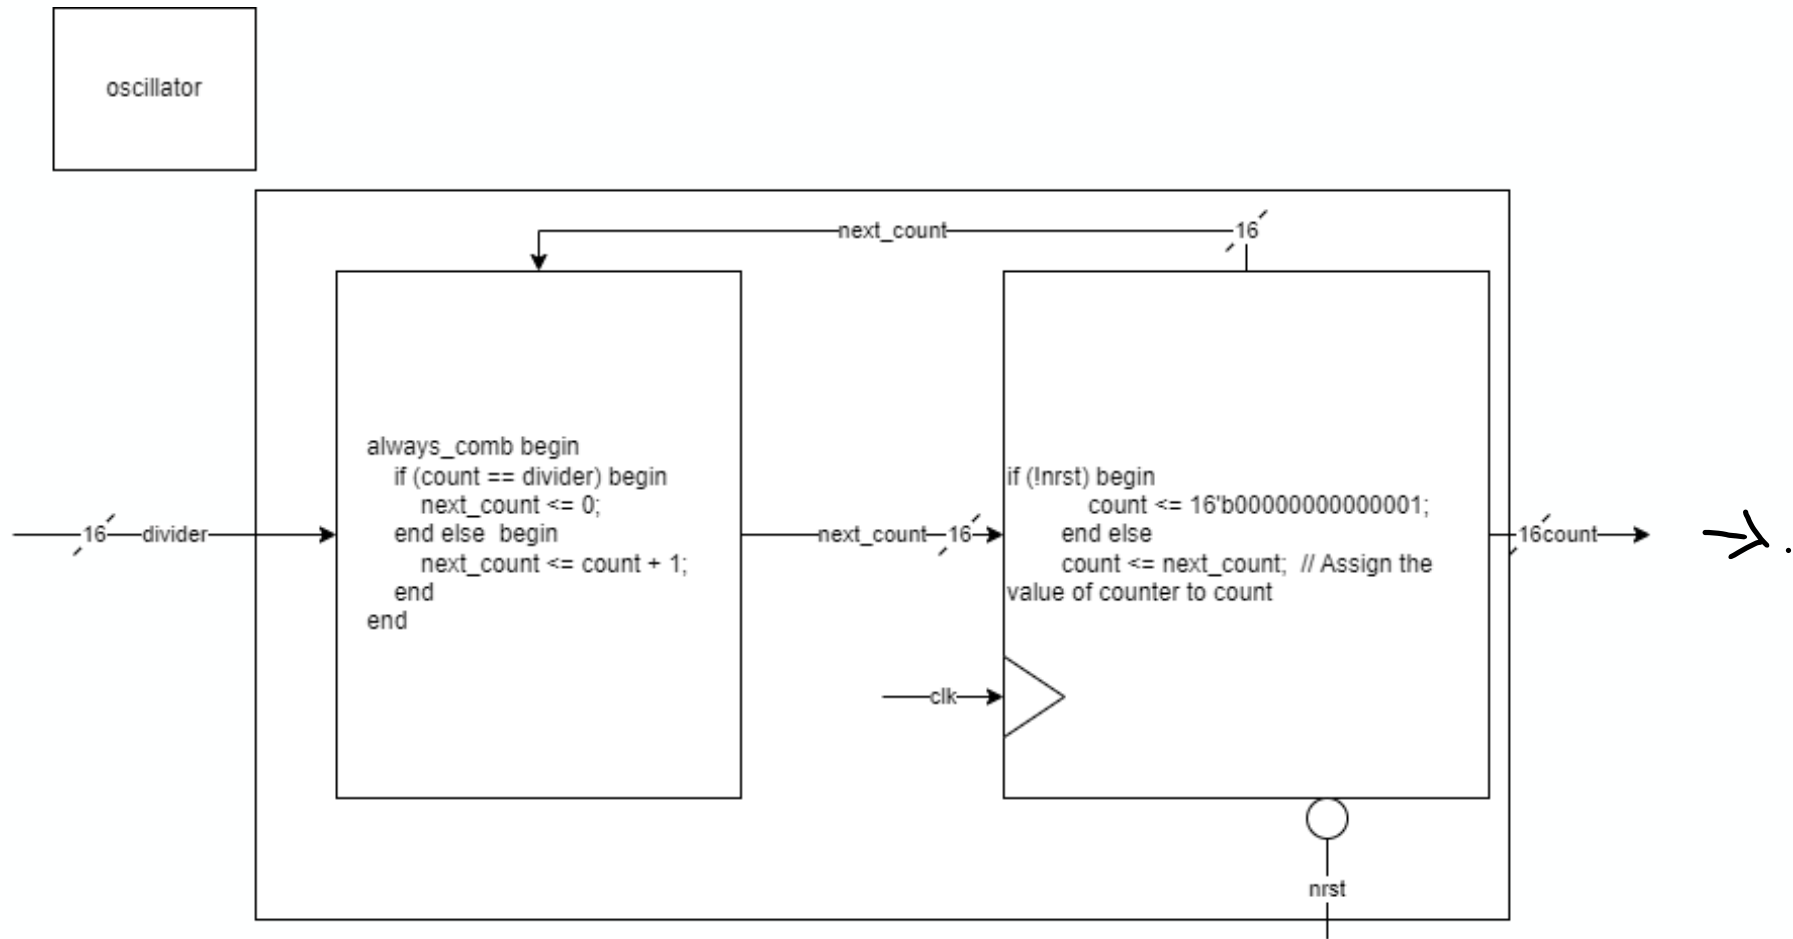 oscillator
next_count
16
always_comb begin
if (count == divider) begin
next_count <= 0;
end else begin
next_count <= count + 1;
end
end
16
divider
next_count
16
if (!nrst) begin
count <= 16'b00000000000001;
end else
count <= next_count; // Assign the
value of counter to count
16
count
clk
nrst